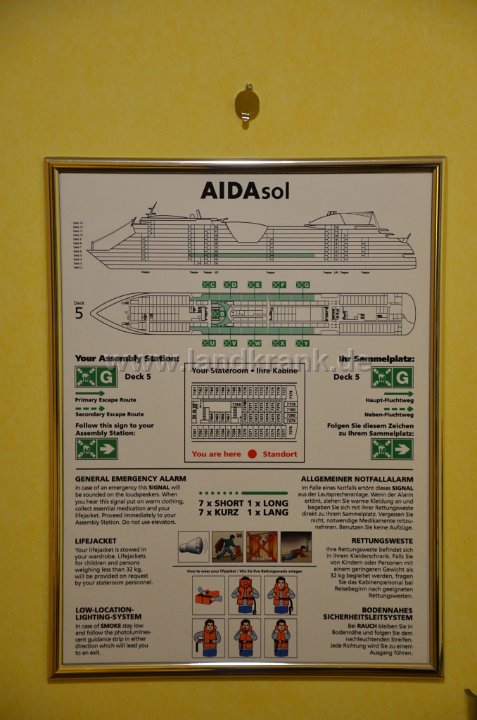 AIDAsol
Deck
5
C D E F G
U V W X
www.landkrank.de
Your Assembly Station:
Ihr Sammelplatz:
G Deck 5
Deck 5 G
Your Stateroom • Ihre Kabine
Primary Escape Route
Haupt-Fluchtweg
Secondary Escape Route
Neben-Fluchtweg
Follow this sign to your
Assembly Station:
Folgen Sie diesem Zeichen
zu Ihrem Sammelplatz:
You are here Standort
GENERAL EMERGENCY ALARM
In case of an emergency this SIGNAL will
be sounded on the loudspeakers. When
you hear this signal put on warm clothing,
collect essential medication and your
lifejacket. Proceed immediately to your
Assembly Station. Do not use elevators.
7 x SHORT 1 x LONG
7 x KURZ 1 x LANG
ALLGEMEINER NOTFALLALARM
Im Falle eines Notfalls ertönt dieses SIGNAL
aus der Lautsprecheranlage. Wenn der Alarm
ertönt, ziehen Sie warme Kleidung an und
begeben Sie sich mit Ihrer Rettungsweste
direkt zu Ihrem Sammelplatz. Vergessen Sie
nicht, notwendige Medikamente mitzu-
nehmen. Benutzen Sie keine Aufzüge.
LIFEJACKET
Your lifejacket is stowed in
your wardrobe. Lifejackets
for children and persons
weighing less than 32 kg,
will be provided on request
by your stateroom personnel.
RETTUNGSWESTE
Ihre Rettungsweste befindet sich
in Ihrem Kleiderschrank. Falls Sie
von Kindern oder Personen mit
einem geringeren Gewicht als
32 kg begleitet werden, fragen
Sie das Kabinenpersonal bei
Reisebeginn nach geeigneten
Rettungswesten.
How to wear your lifejacket · Wie Sie Ihre Rettungsweste anlegen
LOW-LOCATION-
LIGHTING-SYSTEM
In case of SMOKE stay low
and follow the photolumines-
cent guidance strip in either
direction which will lead you
to an exit.
BODENNAHES
SICHERHEITSLEITSYSTEM
Bei RAUCH bleiben Sie in
Bodennähe und folgen Sie dem
nachleuchtenden Streifen.
Jede Richtung wird Sie zu einem
Ausgang führen.